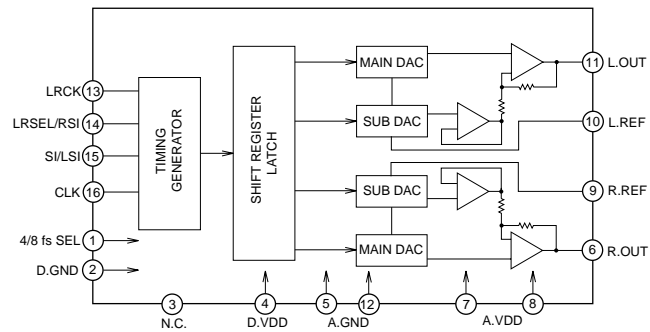 MAIN DAC
11 L.OUT
LRCK 13
LRSEL/RSI 14
SUB DAC
10 L.REF
SI/LSI 15
TIMING
GENERATOR
SHIFT REGISTER
LATCH
CLK 16
SUB DAC
9 R.REF
4/8 fs SEL 1
MAIN DAC
6 R.OUT
D.GND 2
3 4 5 12 7 8
N.C. D.VDD A.GND A.VDD